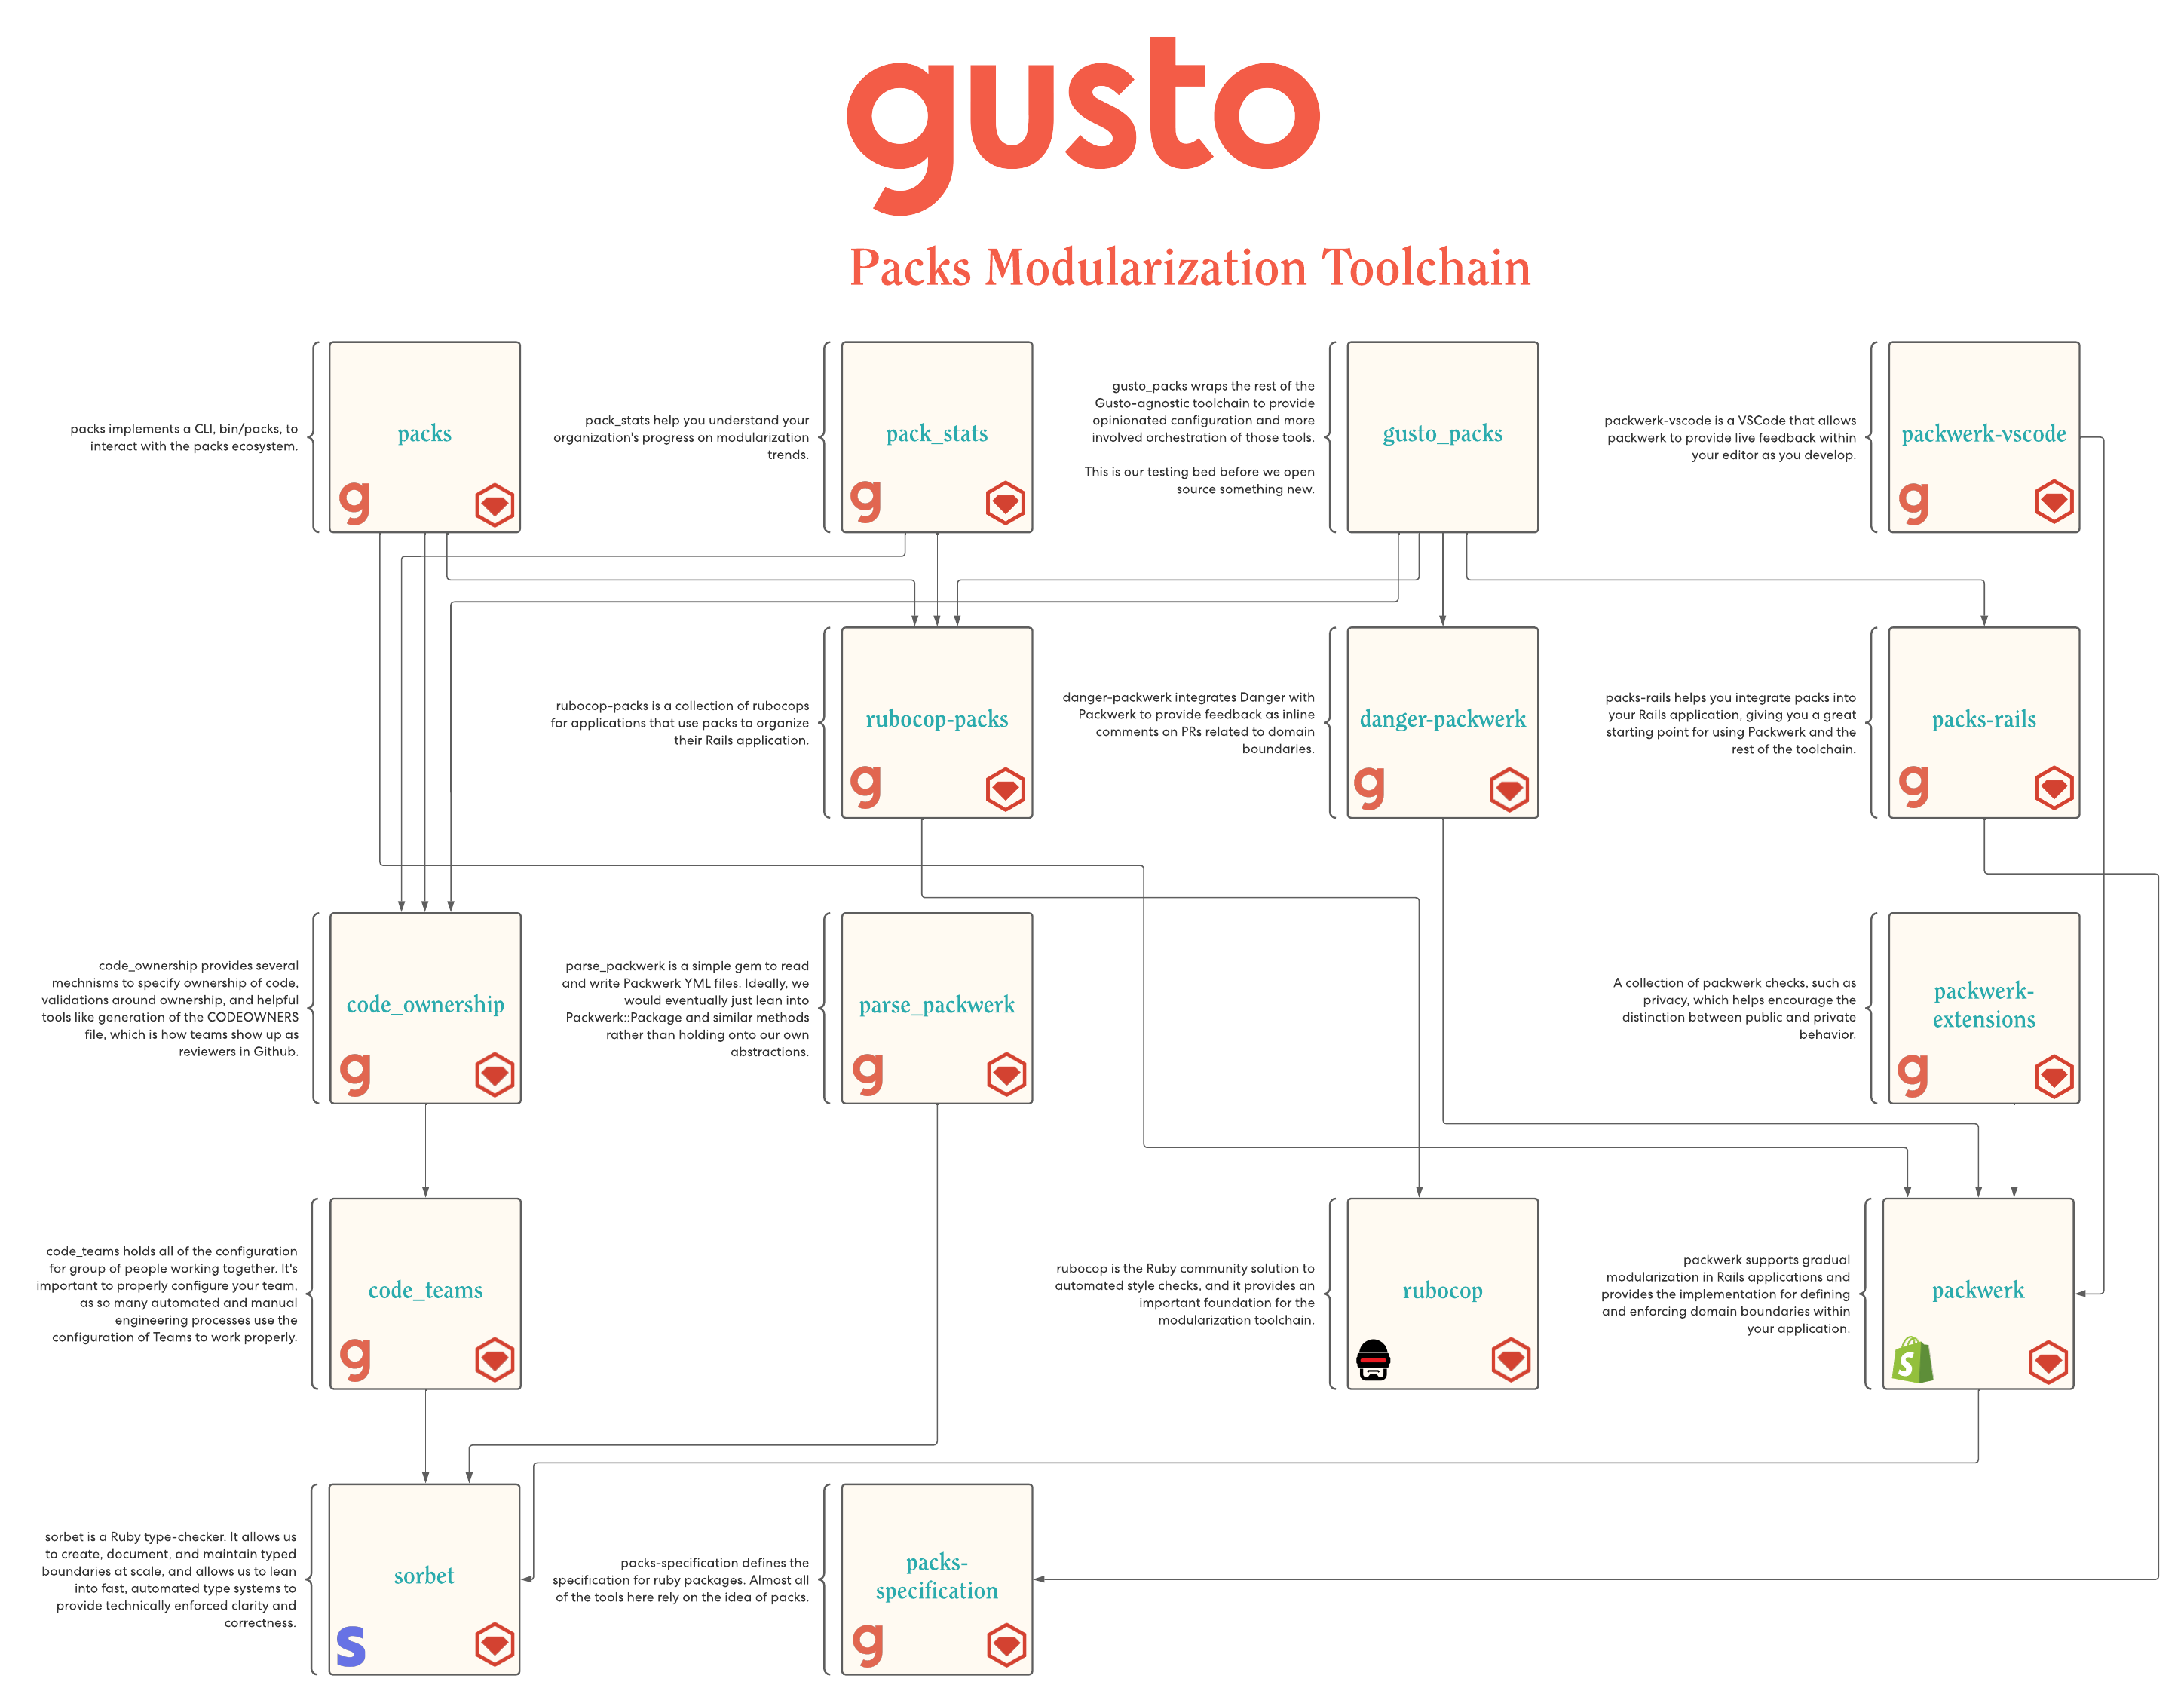 gusto
Packs Modularization Toolchain
packs implements a CLI, bin/packs, to
interact with the packs ecosystem.
packs
g
pack_stats help you understand your
organization's progress on modularization
trends.
pack_stats
g
gusto_packs wraps the rest of the
Gusto-agnostic toolchain to provide
opinionated configuration and more
involved orchestration of those tools.
This is our testing bed before we open
source something new.
gusto_packs
packwerk-vscode is a VSCode that allows
packwerk to provide live feedback within
your editor as you develop.
packwerk-vscode
g
rubocop-packs is a collection of rubocops
for applications that use packs to organize
their Rails application.
rubocop-packs
g
danger-packwerk integrates Danger with
Packwerk to provide feedback as inline
comments on PRs related to domain
boundaries.
danger-packwerk
g
packs-rails helps you integrate packs into
your Rails application, giving you a great
starting point for using Packwerk and the
rest of the toolchain.
packs-rails
g
code_ownership provides several
mechnisms to specify ownership of code,
validations around ownership, and helpful
tools like generation of the CODEOWNERS
file, which is how teams show up as
reviewers in Github.
code_ownership
g
parse_packwerk is a simple gem to read
and write Packwerk YML files. Ideally, we
would eventually just lean into
Packwerk::Package and similar methods
rather than holding onto our own
abstractions.
parse_packwerk
g
A collection of packwerk checks, such as
privacy, which helps encourage the
distinction between public and private
behavior.
packwerk-
extensions
g
code_teams holds all of the configuration
for group of people working together. It's
important to properly configure your team,
as so many automated and manual
engineering processes use the
configuration of Teams to work properly.
code_teams
g
rubocop is the Ruby community solution to
automated style checks, and it provides an
important foundation for the
modularization toolchain.
rubocop
packwerk supports gradual
modularization in Rails applications and
provides the implementation for defining
and enforcing domain boundaries within
your application.
packwerk
S
sorbet is a Ruby type-checker. It allows us
to create, document, and maintain typed
boundaries at scale, and allows us to lean
into fast, automated type systems to
provide technically enforced clarity and
correctness.
sorbet
S
packs-specification defines the
specification for ruby packages. Almost all
of the tools here rely on the idea of packs.
packs-
specification
g